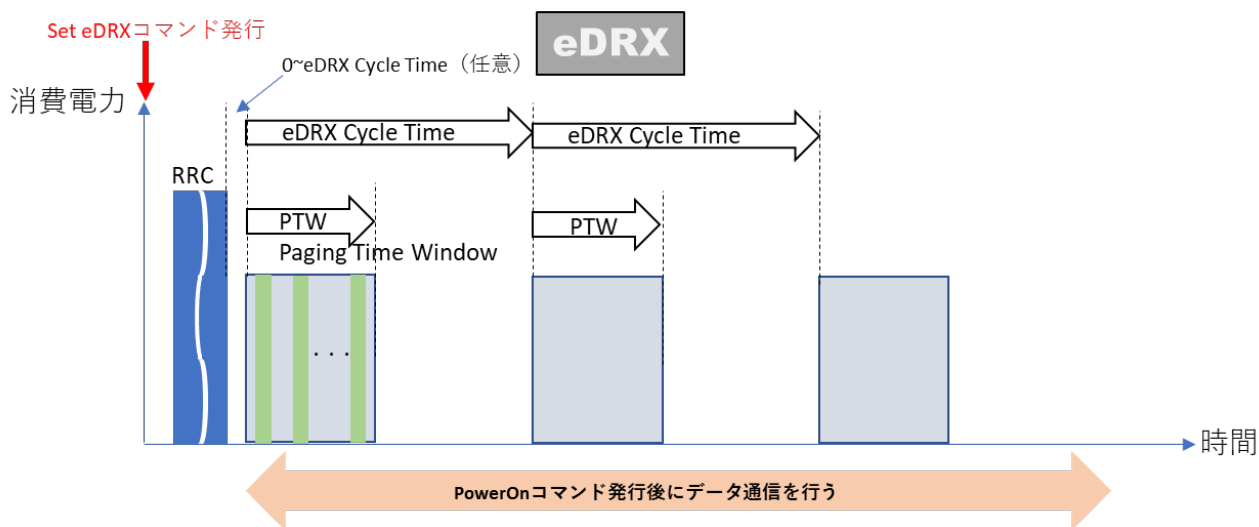 Set eDRXコマンド発行
eDRX
0~eDRX Cycle Time（任意）
消費電力
eDRX Cycle Time
eDRX Cycle Time
RRC
PTW
PTW
Paging Time Window
・・・
時間
PowerOnコマンド発行後にデータ通信を行う